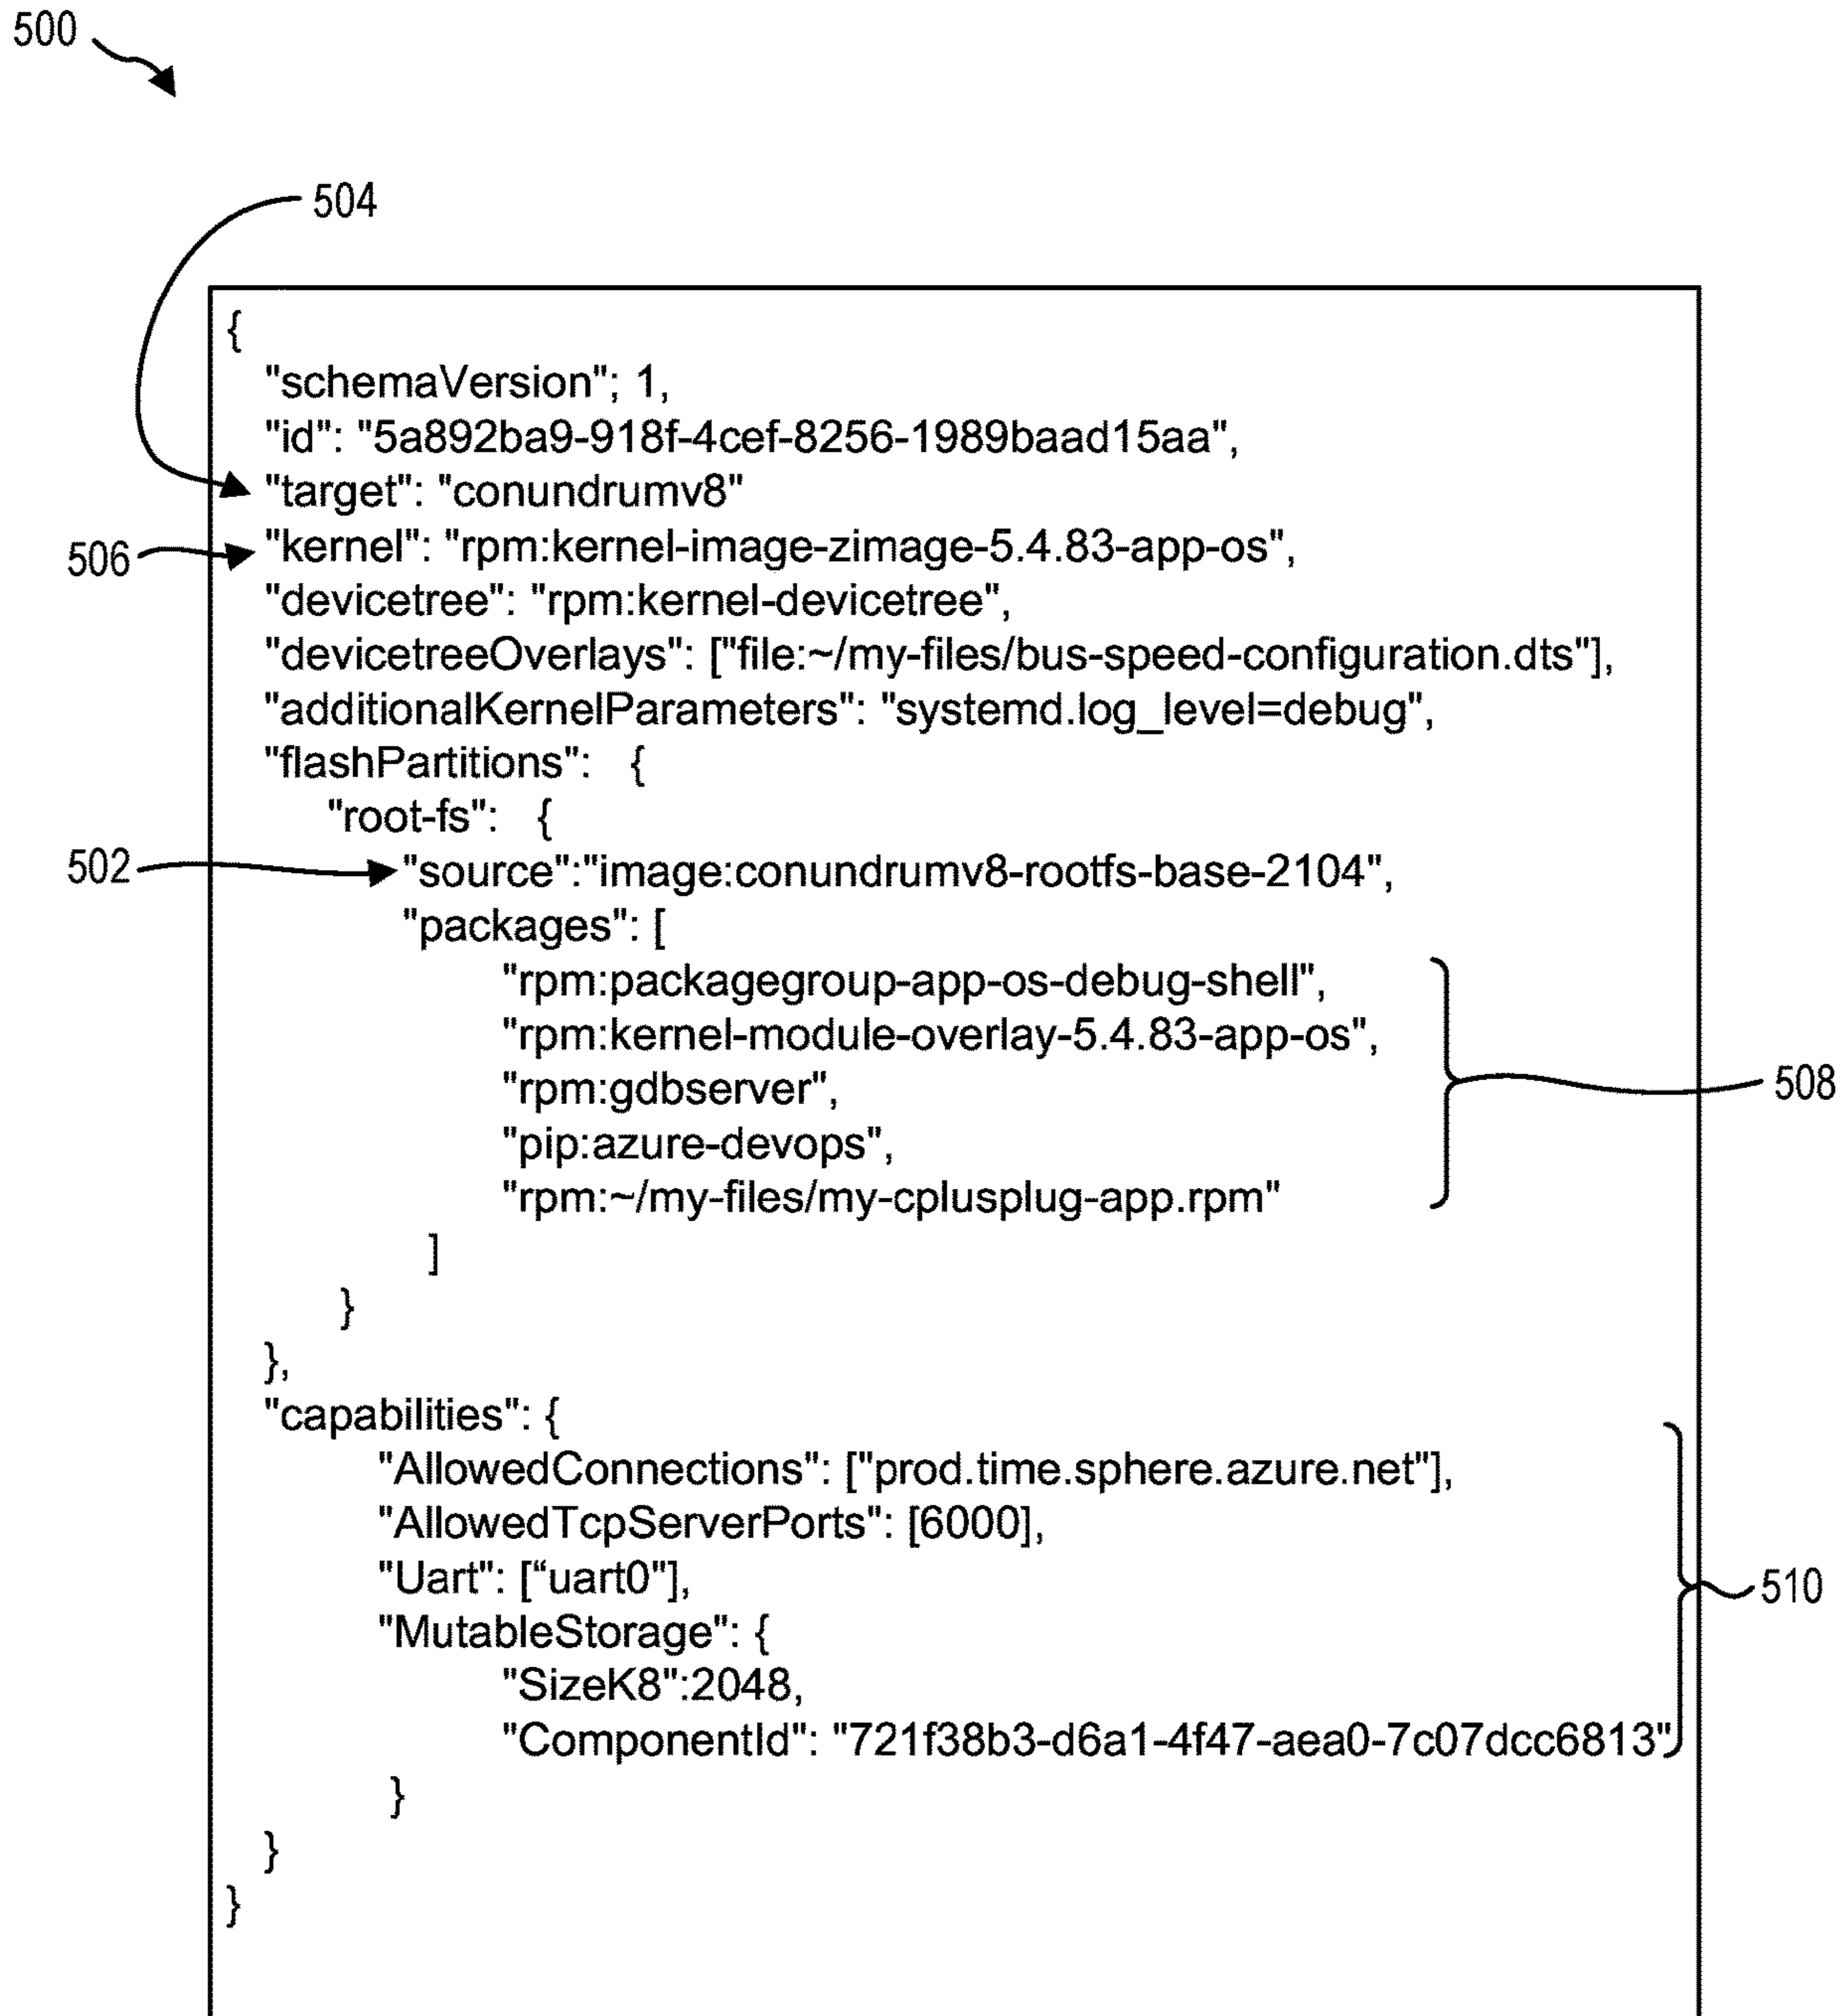 500
504
{
"schemaVersion"; 1,
"id": "5a892ba9-918f-4cef-8256-1989baad15aa",
"target": "conundrumv8"
506
"kernel": "rpm:kernel-image-zimage-5.4.83-app-os",
"devicetree": "rpm:kernel-devicetree",
"devicetreeOverlays": ["file:~/my-files/bus-speed-configuration.dts"],
"additionalKernelParameters": "systemd.log_level=debug",
"flashPartitions": {
"root-fs": {
502
"source":"image:conundrumv8-rootfs-base-2104",
"packages": [
"rpm:packagegroup-app-os-debug-shell",
"rpm:kernel-module-overlay-5.4.83-app-os",
"rpm:gdbserver",
508
"pip:azure-devops",
"rpm:~/my-files/my-cplusplug-app.rpm"
]
}
},
"capabilities": {
"AllowedConnections": ["prod.time.sphere.azure.net"],
"AllowedTcpServerPorts": [6000],
"Uart": [“uart0"],
510
"MutableStorage": {
"SizeK8":2048,
"ComponentId": "721f38b3-d6a1-4f47-aea0-7c07dcc6813"
}
}
}